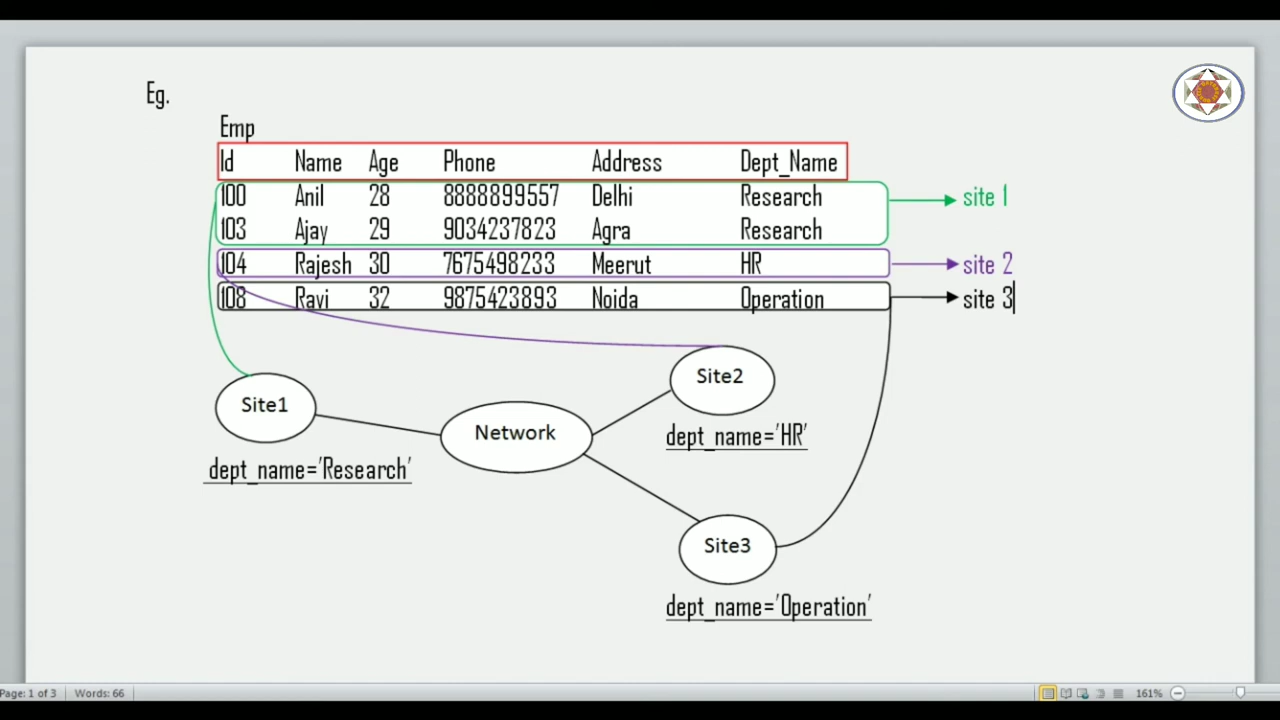 Eg.
Emp
Id Name Age Phone Address Dept_Name
100 Anil 28 8888899557 Delhi Research site 1
103 Ajay 29 9034237823 Agra Research
104 Rajesh 30 7675498233 Meerut HR site 2
108 Ravi 32 9875423893 Noida Operation site 3
Site2
Site1
Network
dept_name='HR'
dept_name='Research'
Site3
dept_name='Operation'
Page: 1 of 3 Words: 66 161%